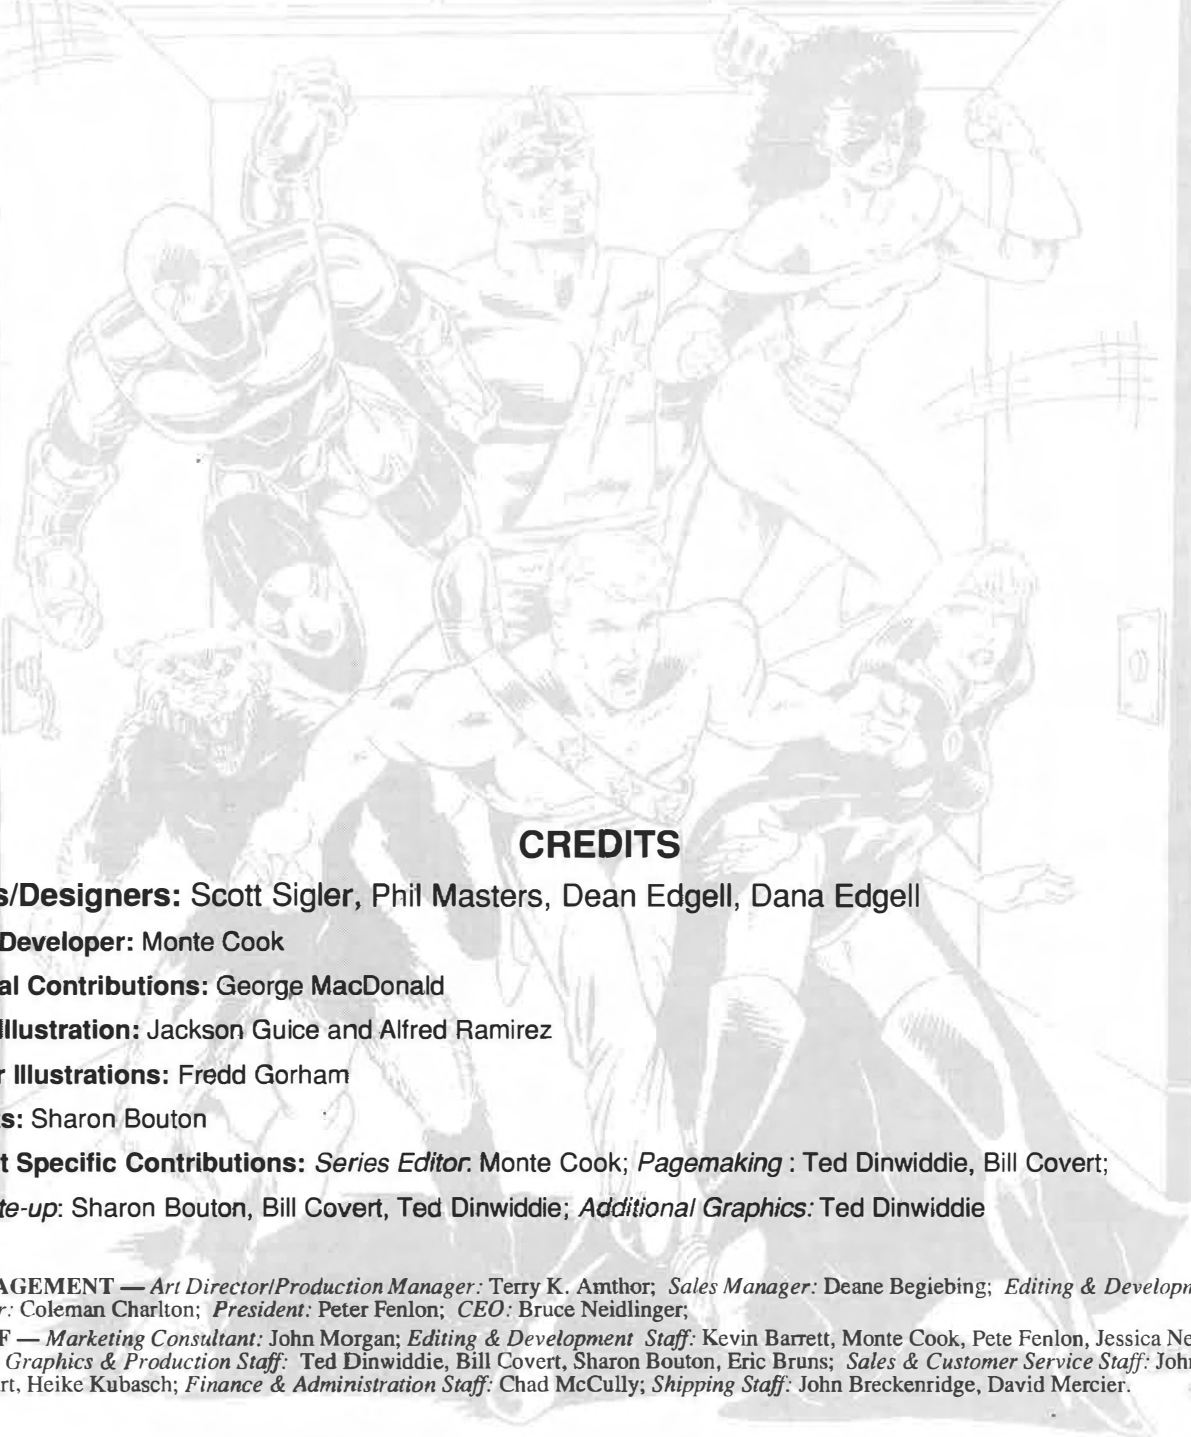 CREDITS
s/Designers: Scott Sigler, Phil Masters, Dean Edgell, Dana Edgell
Developer: Monte Cook
al Contributions: George MacDonald
Illustration: Jackson Guice and Alfred Ramirez
r Illustrations: Fredd Gorham
s: Sharon Bouton
t Specific Contributions: Series Editor: Monte Cook; Pagemaking : Ted Dinwiddie, Bill Covert;
te-up: Sharon Bouton, Bill Covert, Ted Dinwiddie; Additional Graphics: Ted Dinwiddie
AGEMENT — Art Director/Production Manager: Terry K. Amthor; Sales Manager: Deane Begiebing; Editing & Developm
r: Coleman Charlton; President: Peter Fenlon; CEO: Bruce Neidlinger;
F — Marketing Consultant: John Morgan; Editing & Development Staff: Kevin Barrett, Monte Cook, Pete Fenlon, Jessica Ne
Graphics & Production Staff: Ted Dinwiddie, Bill Covert, Sharon Bouton, Eric Bruns; Sales & Customer Service Staff: John
rt, Heike Kubasch; Finance & Administration Staff: Chad McCully; Shipping Staff: John Breckenridge, David Mercier.